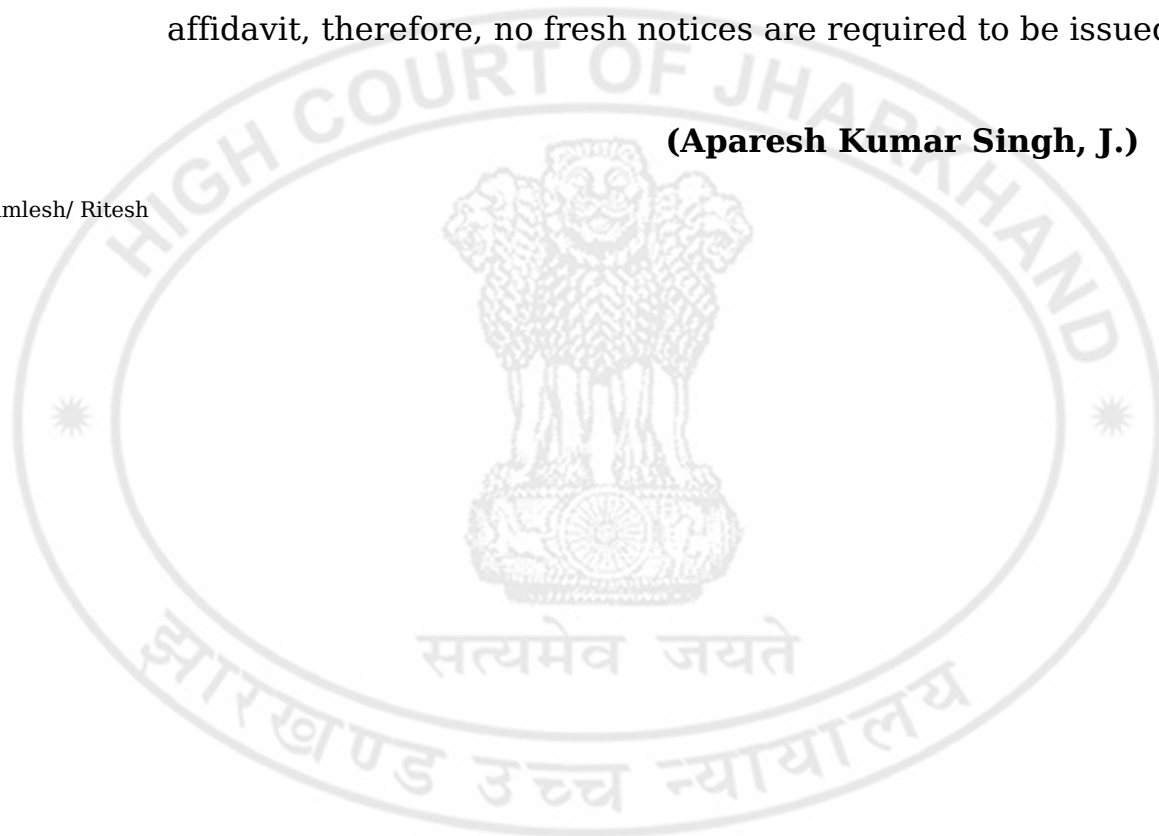 affidavit, therefore, no fresh notices are required to be issued
(Aparesh Kumar Singh, J.)
mlesh/ Ritesh
HIGH COURT OF JHARKHAND
सत्यमेव जयते
झारखण्ड उच्च न्यायालय